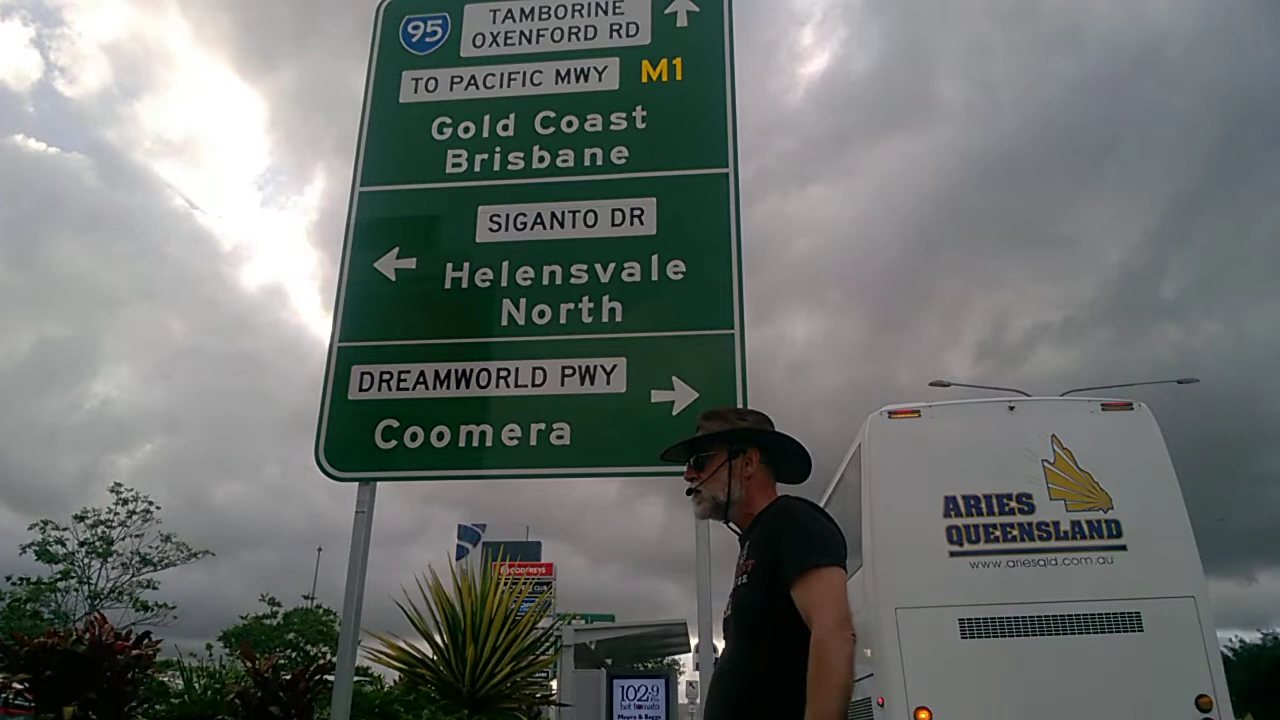 95
TAMBORINE
OXENFORD RD
TO PACIFIC MWY M1
Gold Coast
Brisbane
SIGANTO DR
Helensvale
North
DREAMWORLD PWY
Coomera
ARIES
QUEENSLAND
www.ariesqld.com.au
GODFREYS
102.9
hot tomato